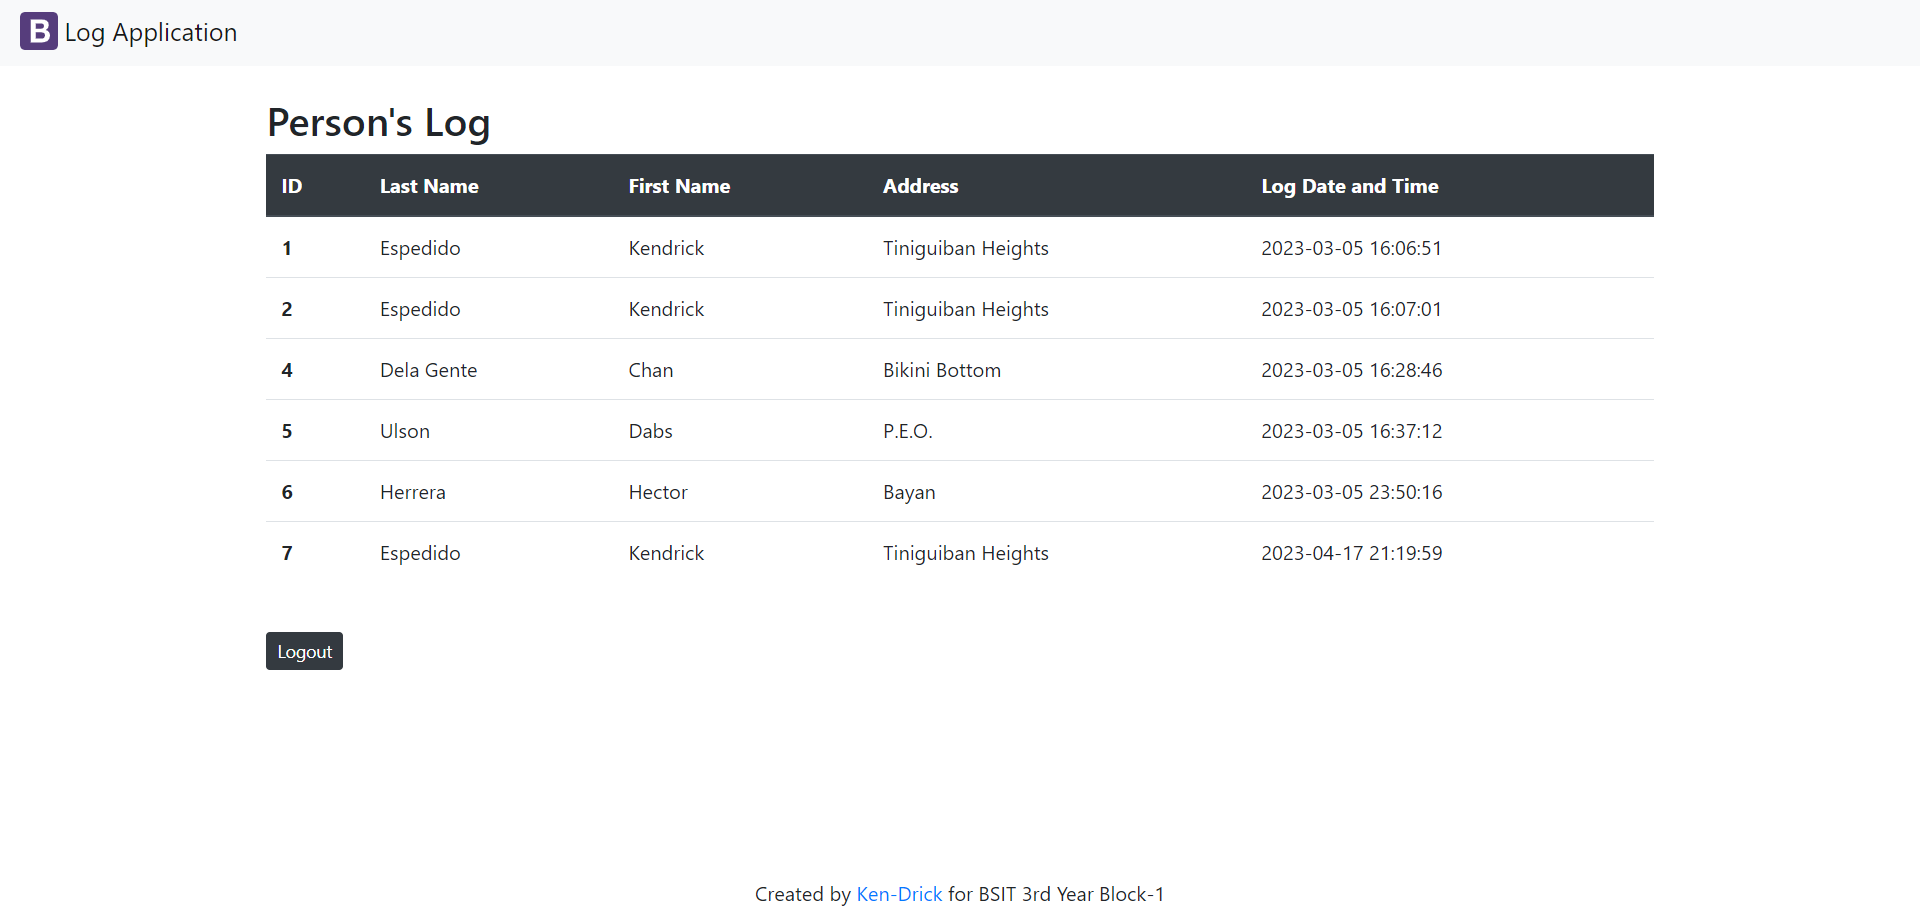 B Log Application
Person's Log
ID Last Name First Name Address Log Date and Time
1 Espedido Kendrick Tiniguiban Heights 2023-03-05 16:06:51
2 Espedido Kendrick Tiniguiban Heights 2023-03-05 16:07:01
4 Dela Gente Chan Bikini Bottom 2023-03-05 16:28:46
5 Ulson Dabs P.E.O. 2023-03-05 16:37:12
6 Herrera Hector Bayan 2023-03-05 23:50:16
7 Espedido Kendrick Tiniguiban Heights 2023-04-17 21:19:59
Logout
Created by Ken-Drick for BSIT 3rd Year Block-1